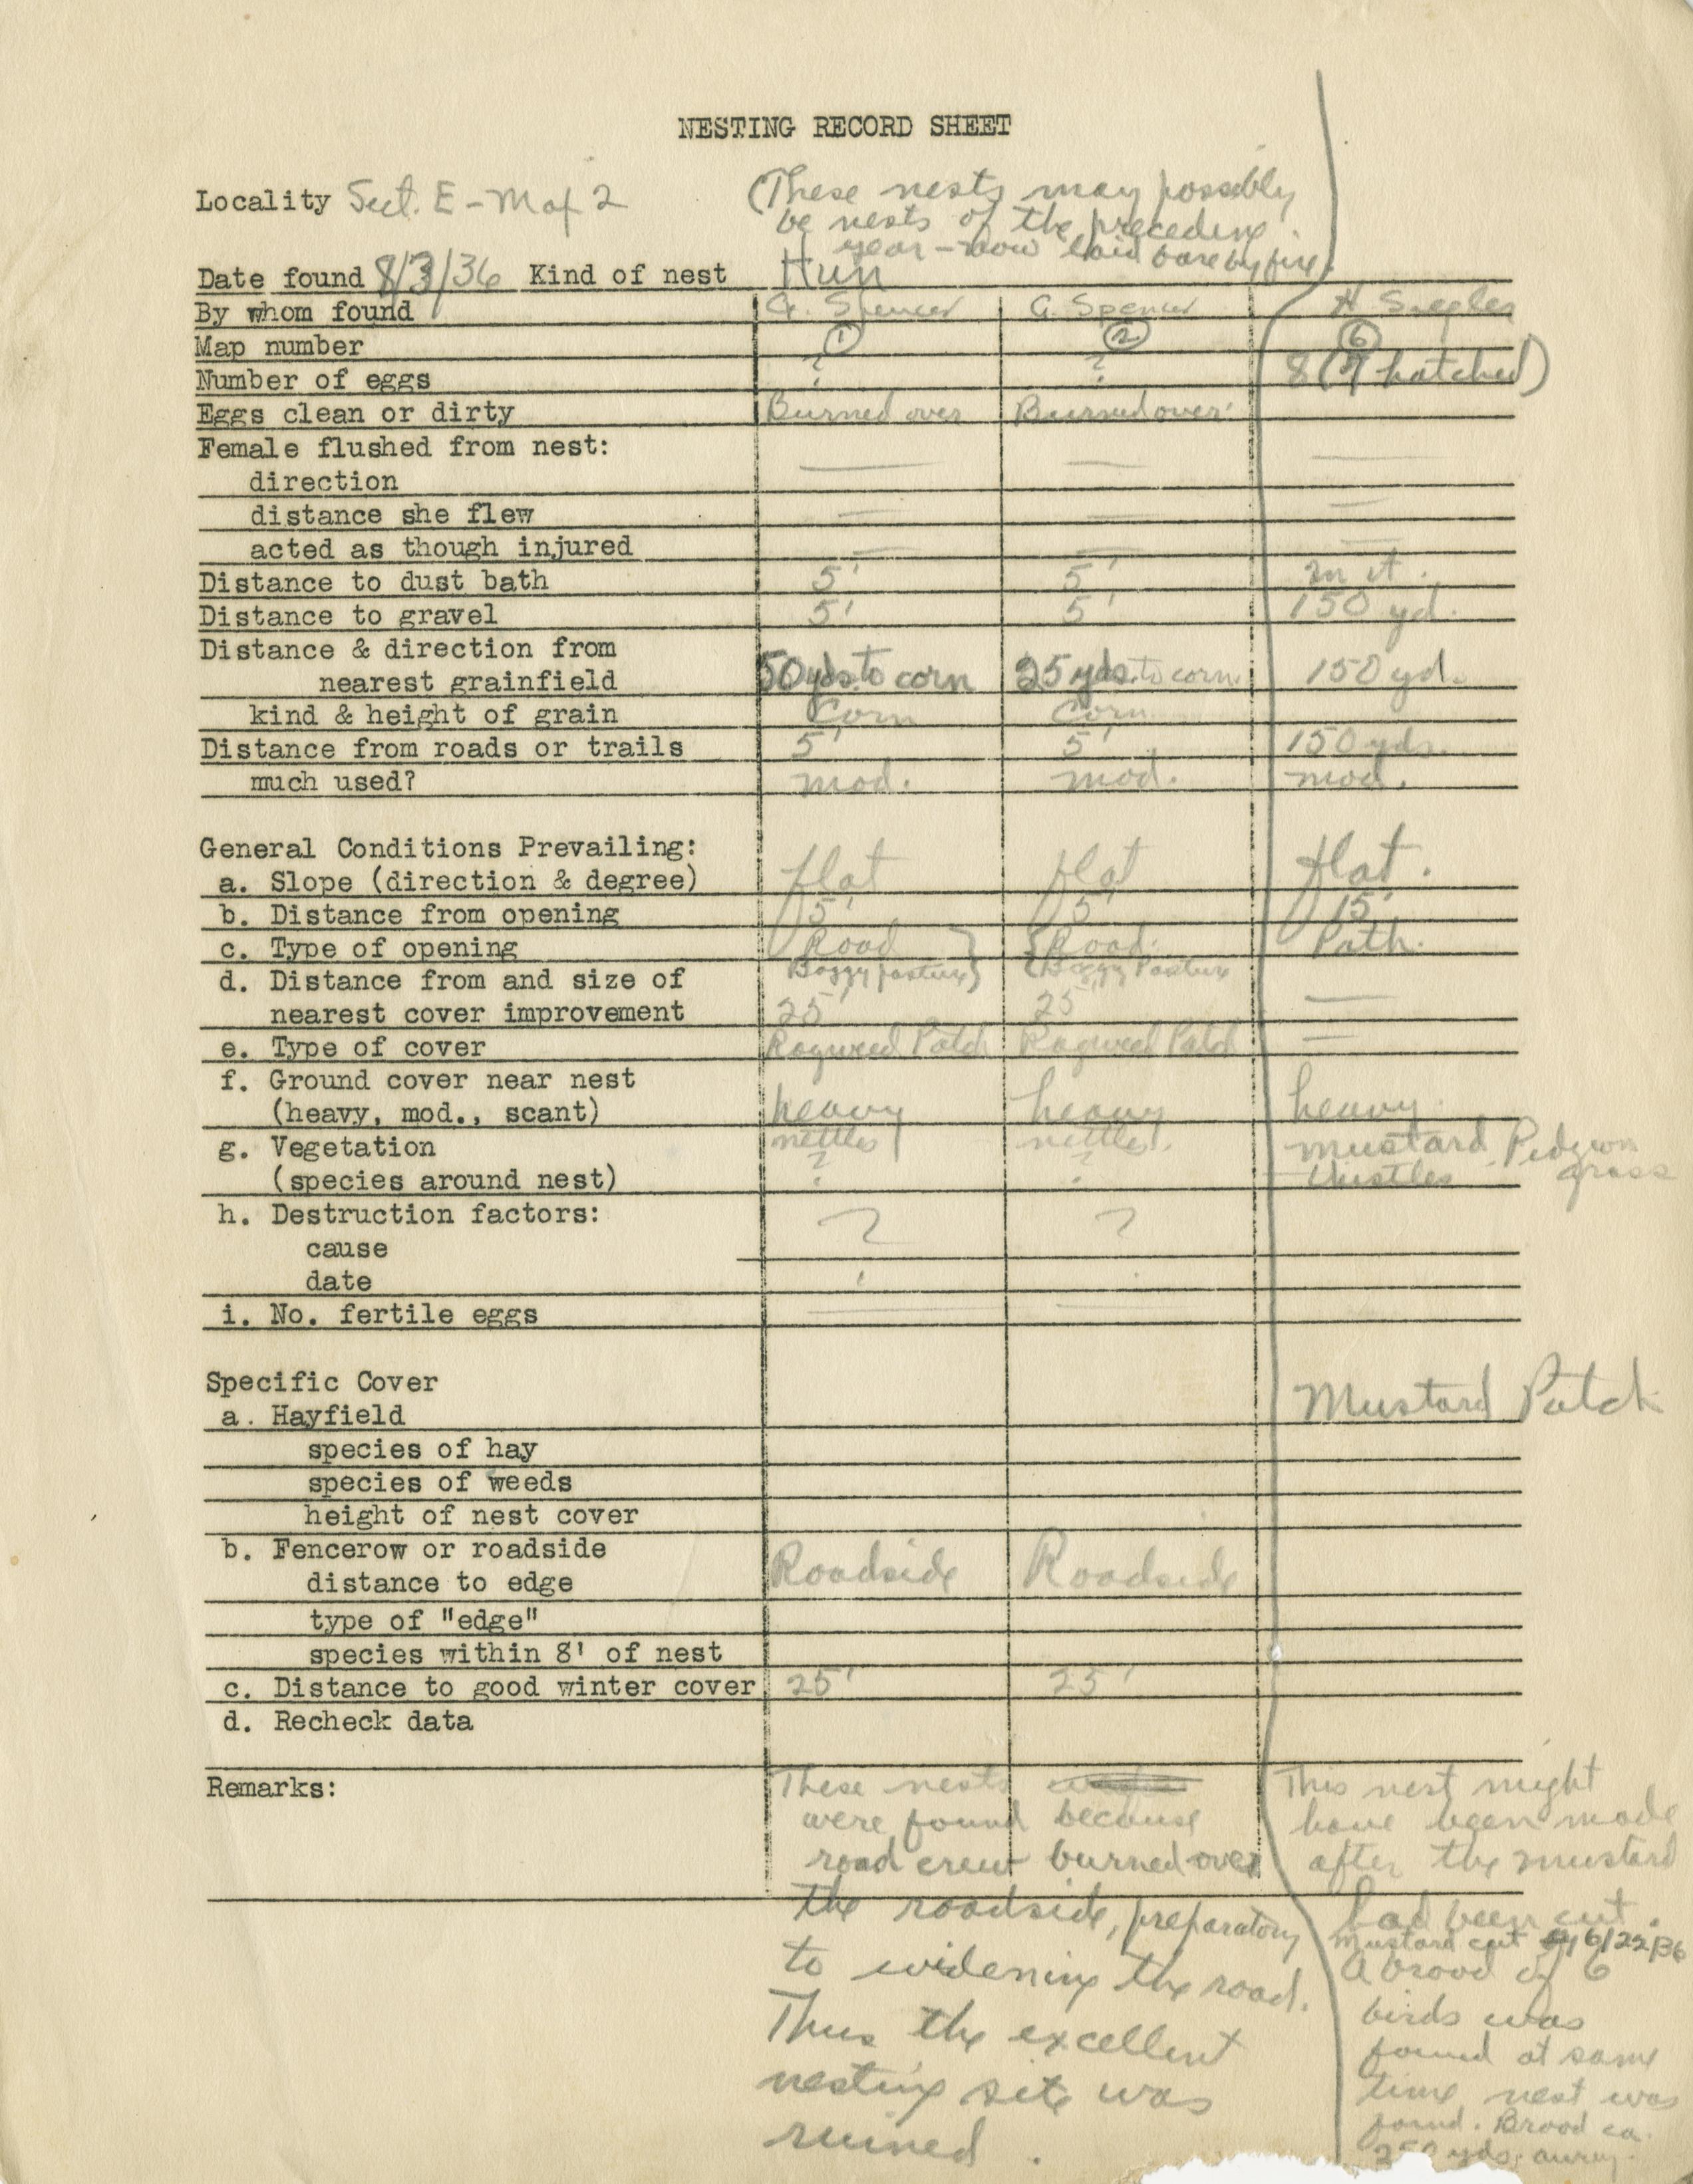 NESTING RECORD SHEET
Locality Sect. E - Map 2
(These nests may possibly
be nests of the preceding
year - now laid bare by fire)
Date found 8/3/36 Kind of nest Hun
By whom found G. Spencer G. Spencer H.
Map number ① ② ⑥
Number of eggs ? ? 8 (7 hatched)
Eggs clean or dirty Burned over Burned over
Female flushed from nest: — — —
direction
distance she flew — — —
acted as though injured — — —
Distance to dust bath 5' 5' In it.
Distance to gravel 5' 5' 150 yd.
Distance & direction from
nearest grainfield 50 yds. to corn 25 yds. to corn. 150 yd.
kind & height of grain Corn Corn
Distance from roads or trails 5' 5' 150 yds.
much used? mod. mod. mod.
General Conditions Prevailing:
a. Slope (direction & degree) flat flat flat.
b. Distance from opening 5' 5' 15'
c. Type of opening Road } { Road. Path.
Boggy pasture } { Boggy Pasture
d. Distance from and size of
nearest cover improvement 25' 25' —
e. Type of cover Ragweed Patch Ragweed Patch —
f. Ground cover near nest
(heavy, mod., scant) heavy heavy heavy.
g. Vegetation nettles nettles. mustard, Pidgeon
(species around nest) ? ? thistles grass
h. Destruction factors: ? ?
cause
date
i. No. fertile eggs — —
Specific Cover Mustard Patch
a. Hayfield
species of hay
species of weeds
height of nest cover
b. Fencerow or roadside Roadside Roadside
distance to edge
type of "edge"
species within 8' of nest
c. Distance to good winter cover 25' 25'
d. Recheck data
Remarks:
These nests
were found because
road crew burned over
the roadside, preparatory
to widening the road.
Thus the excellent
nesting site was
ruined.
This nest might
have been made
after the mustard
had been cut.
Mustard cut 6/22/36
A brood of 6
birds was
found at same
time nest was
found. Brood ca.
250 yds. away.